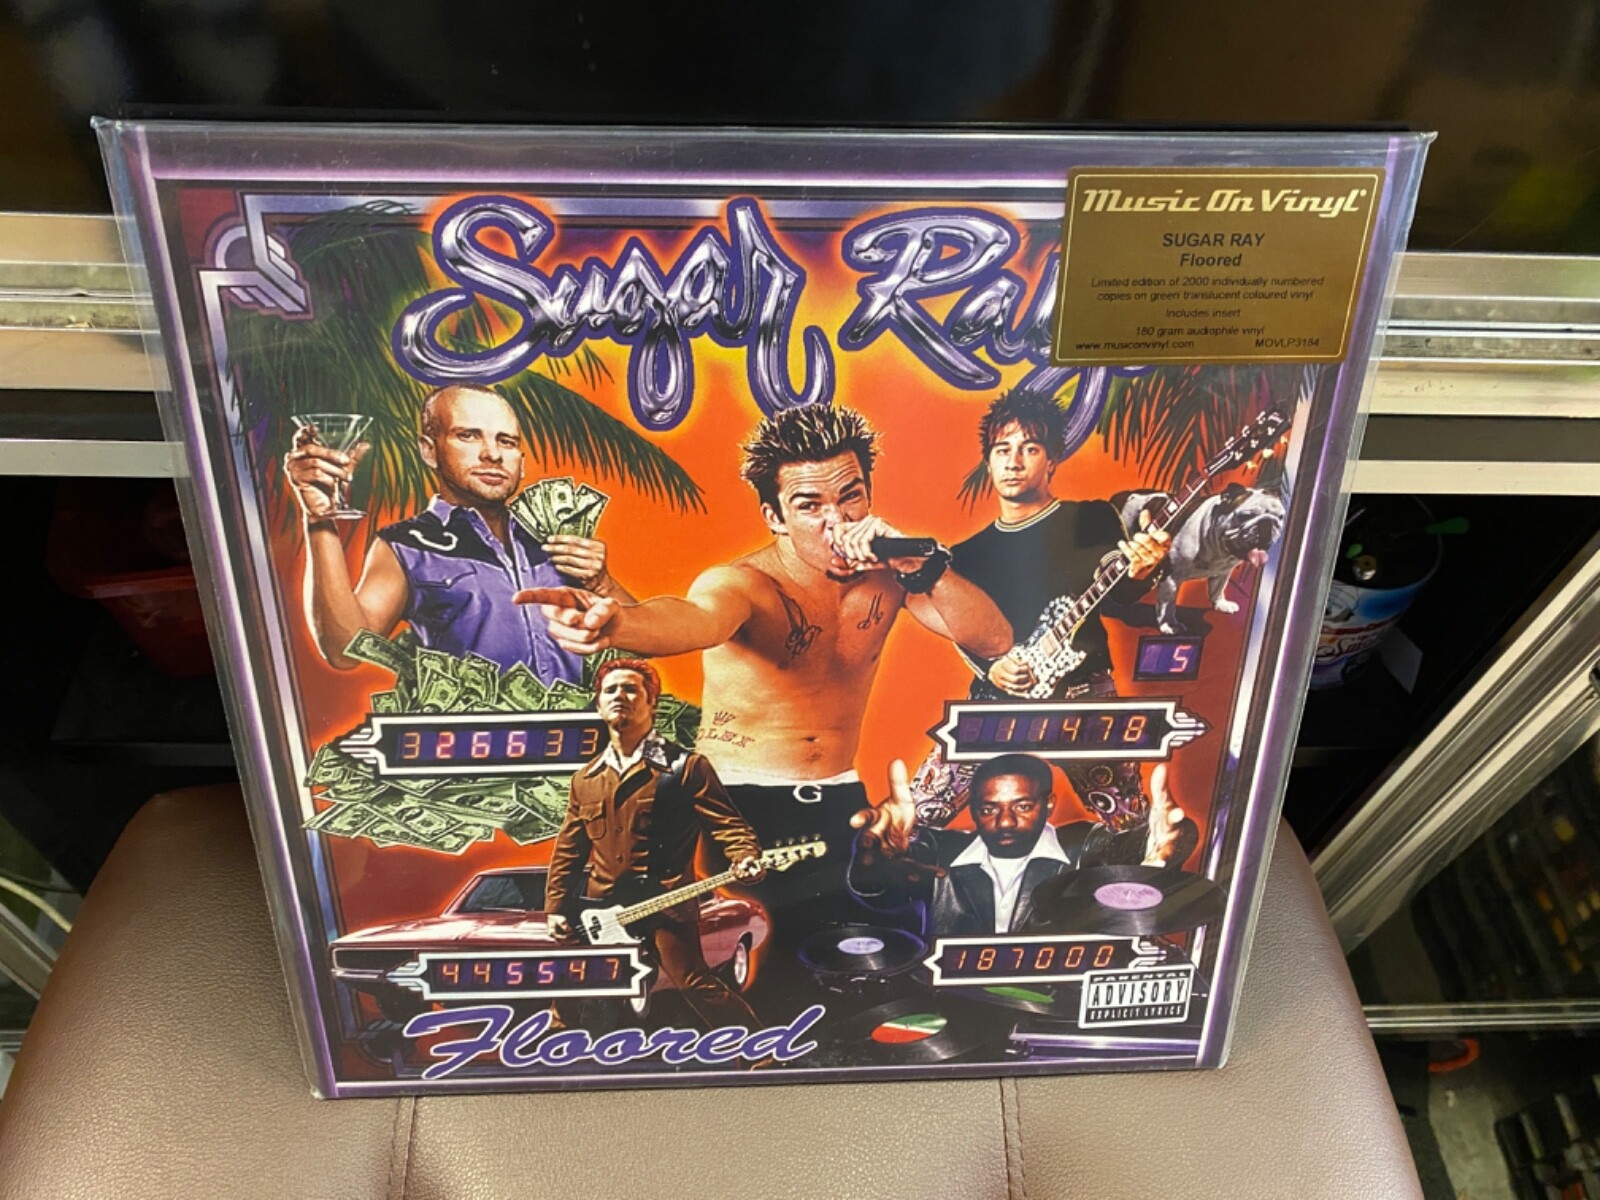 Sugar Ray
Music On Vinyl
SUGAR RAY
Floored
Limited edition of 2000 individually numbered
copies on green translucent coloured vinyl
Includes insert
180 gram audiophile vinyl
www.musiconvinyl.com MOVLP3184
5
326633
11478
G
445547
187000
PARENTAL
ADVISORY
EXPLICIT LYRICS
Floored